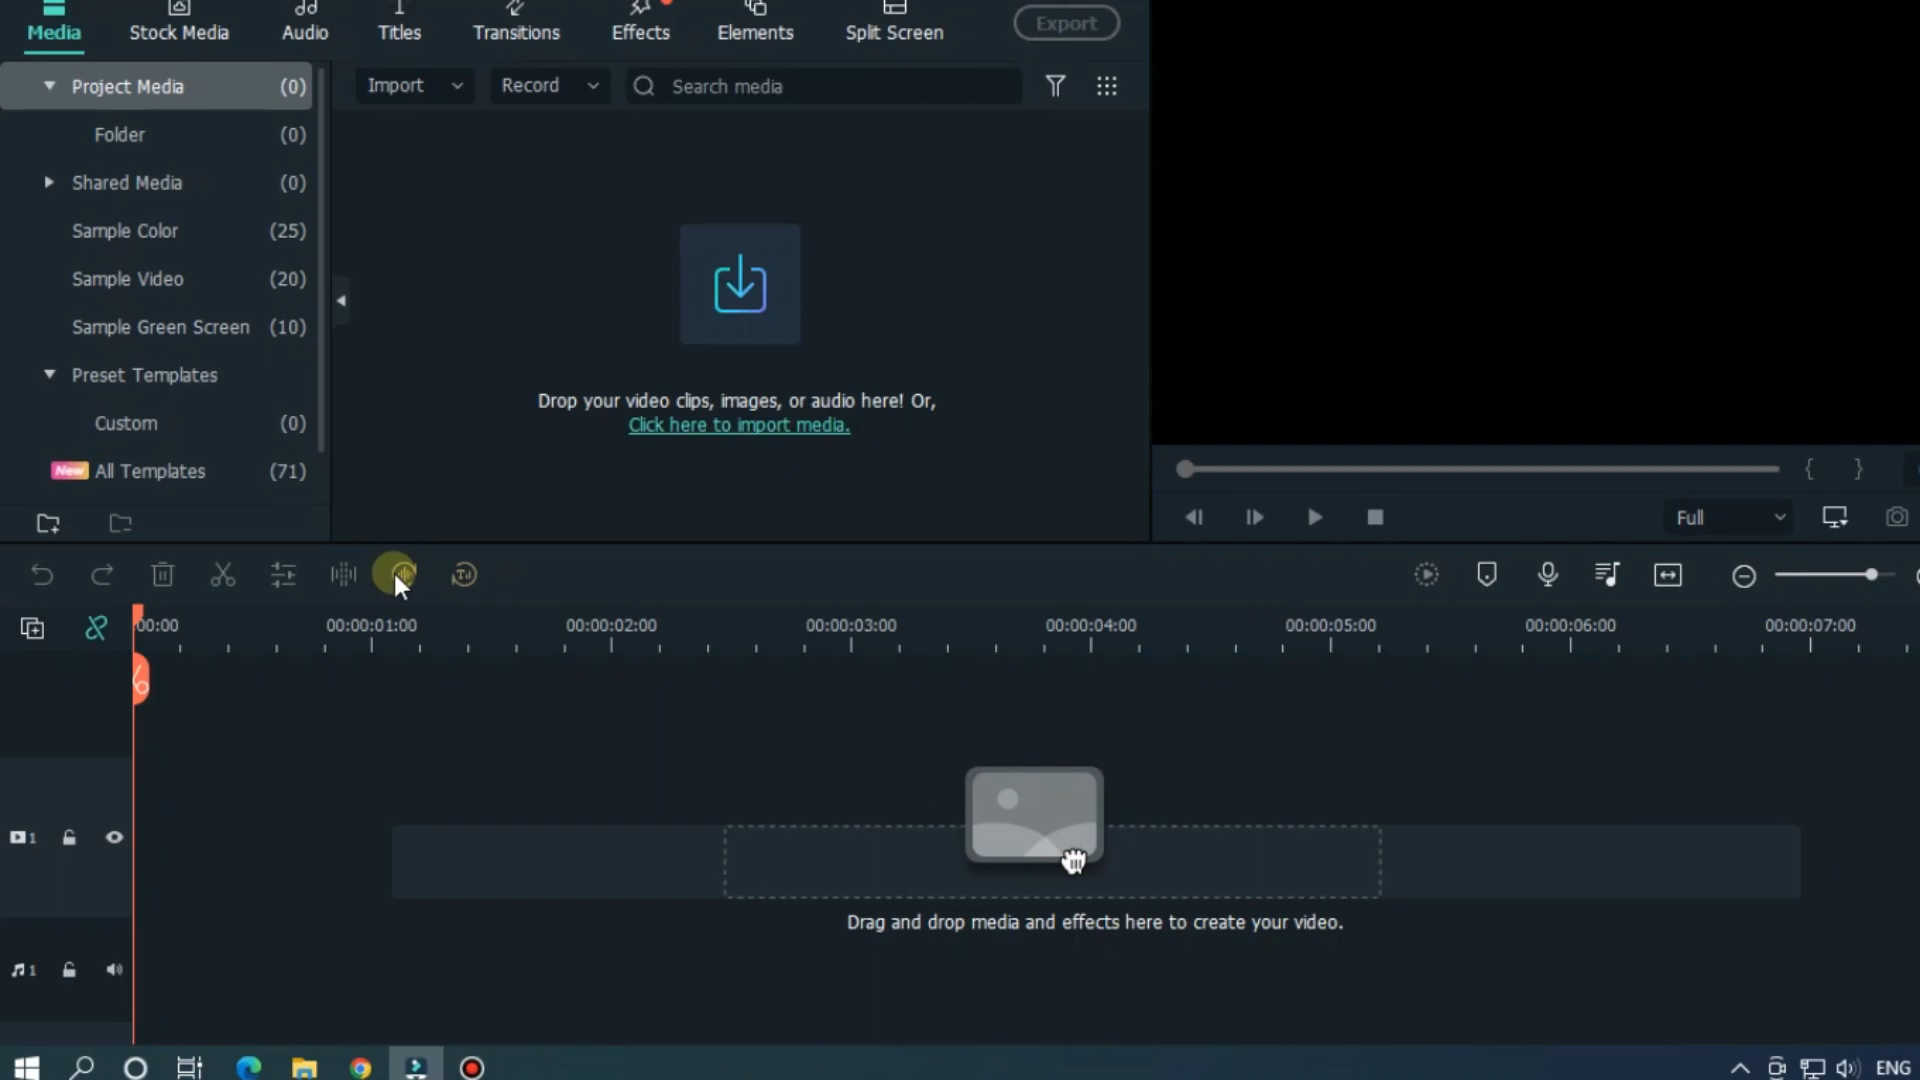 Media
Stock Media
Audio
Titles
Transitions
Effects
Elements
Split Screen
Export
Project Media (0)
Import
Record
Search media
Folder (0)
Shared Media (0)
Sample Color (25)
Sample Video (20)
Sample Green Screen (10)
Preset Templates
Custom (0)
New All Templates (71)
Drop your video clips, images, or audio here! Or,
Click here to import media.
{ }
Full
00:00
00:00:01:00
00:00:02:00
00:00:03:00
00:00:04:00
00:00:05:00
00:00:06:00
00:00:07:00
1
Drag and drop media and effects here to create your video.
1
ENG